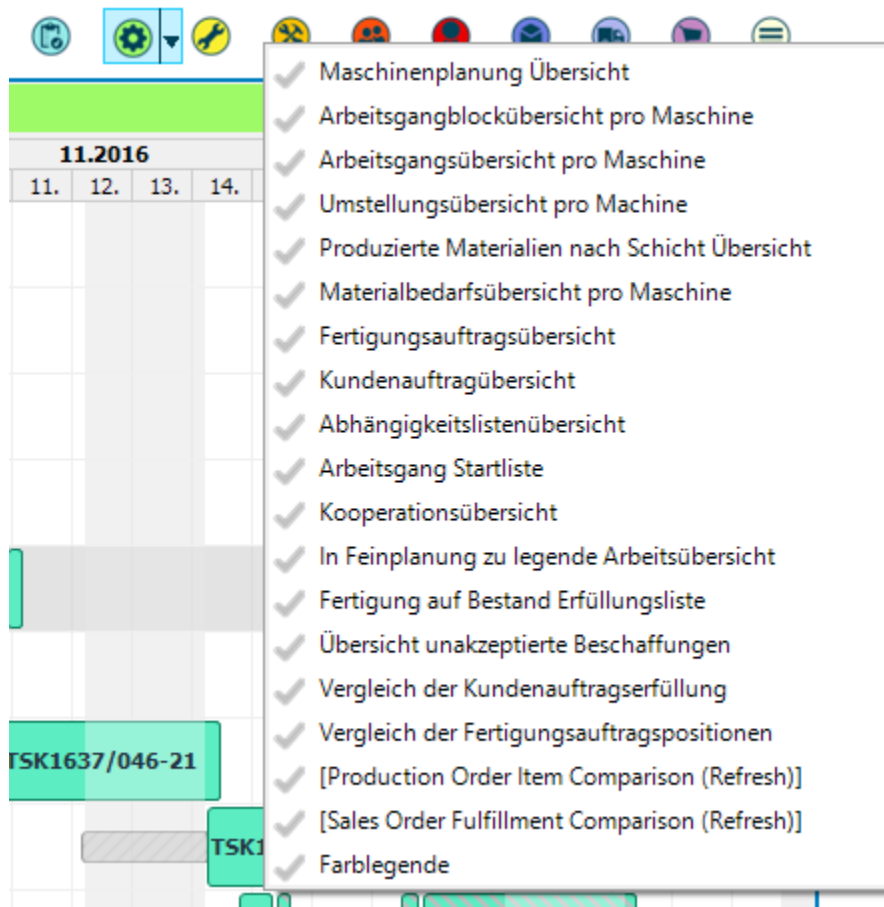 Maschinenplanung Übersicht
Arbeitsgangblockübersicht pro Maschine
Arbeitsgangsübersicht pro Maschine
Umstellungsübersicht pro Machine
Produzierte Materialien nach Schicht Übersicht
Materialbedarfsübersicht pro Maschine
Fertigungsauftragsübersicht
Kundenauftragübersicht
Abhängigkeitslistenübersicht
Arbeitsgang Startliste
Kooperationsübersicht
In Feinplanung zu legende Arbeitsübersicht
Fertigung auf Bestand Erfüllungsliste
Übersicht unakzeptierte Beschaffungen
Vergleich der Kundenauftragserfüllung
Vergleich der Fertigungsauftragspositionen
[Production Order Item Comparison (Refresh)]
[Sales Order Fulfillment Comparison (Refresh)]
Farblegende
11.2016
11. 12. 13. 14.
TSK1637/046-21
TSK1